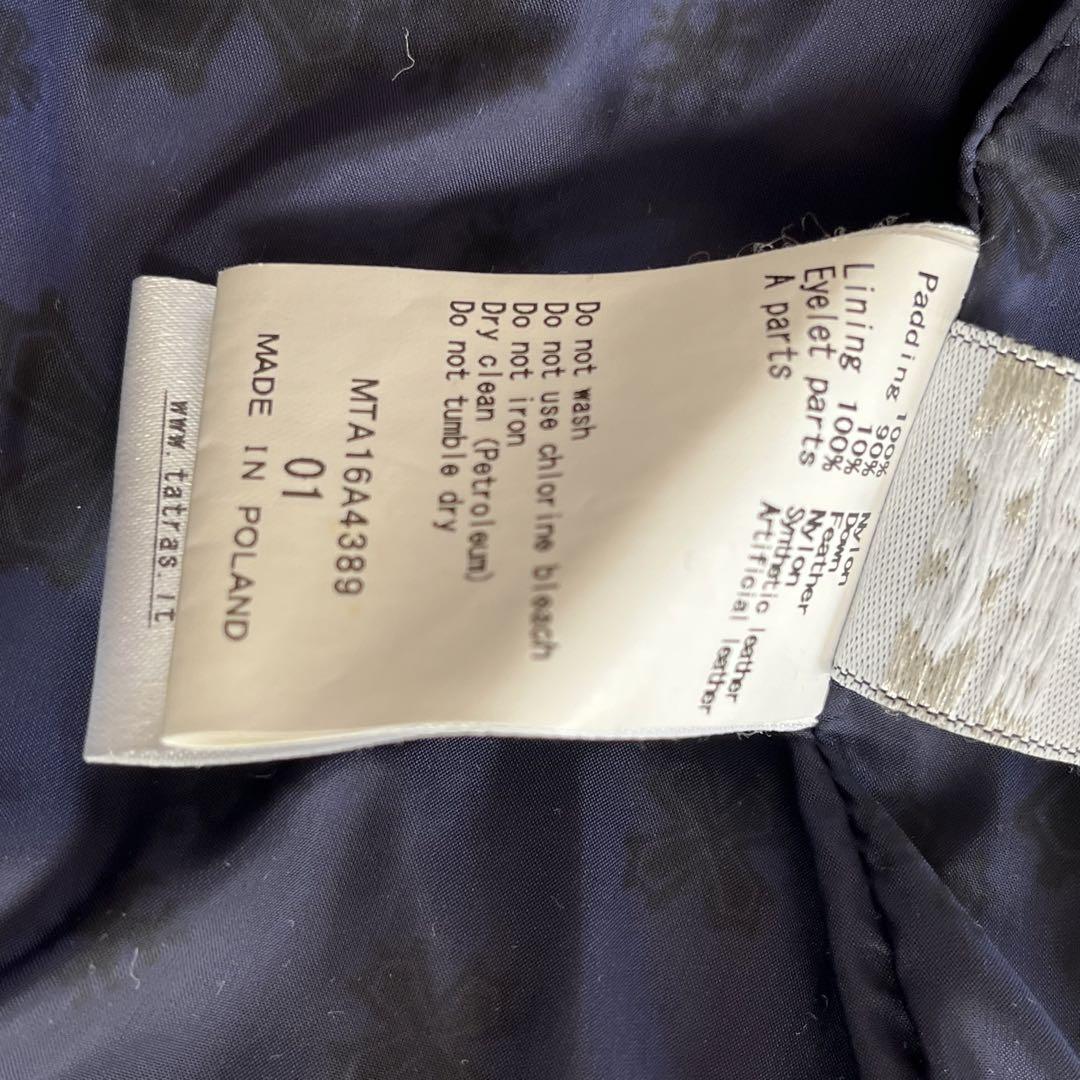 100% Nylon
Padding 90% Down
10% Feather
Lining 100% Nylon
Eyelet parts Synthetic leather
A parts Artificial leather
Do not wash
Do not use chlorine bleach
Do not iron
Dry clean (Petroleum)
Do not tumble dry
MTA16A4389
01
MADE IN POLAND
www.tatras.it